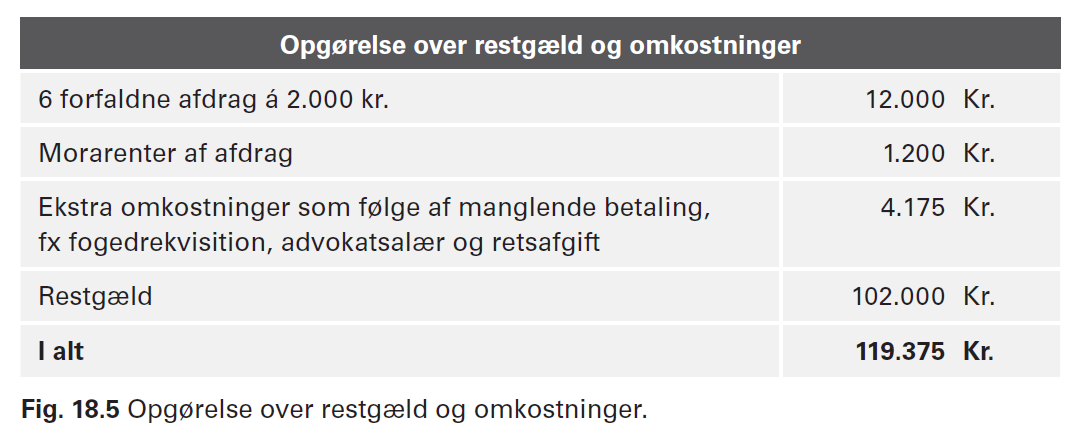 Opgørelse over restgæld og omkostninger
6 forfaldne afdrag á 2.000 kr. 12.000 Kr.
Morarenter af afdrag 1.200 Kr.
Ekstra omkostninger som følge af manglende betaling, 4.175 Kr.
fx fogedrekvisition, advokatsalær og retsafgift
Restgæld 102.000 Kr.
I alt 119.375 Kr.
Fig. 18.5 Opgørelse over restgæld og omkostninger.